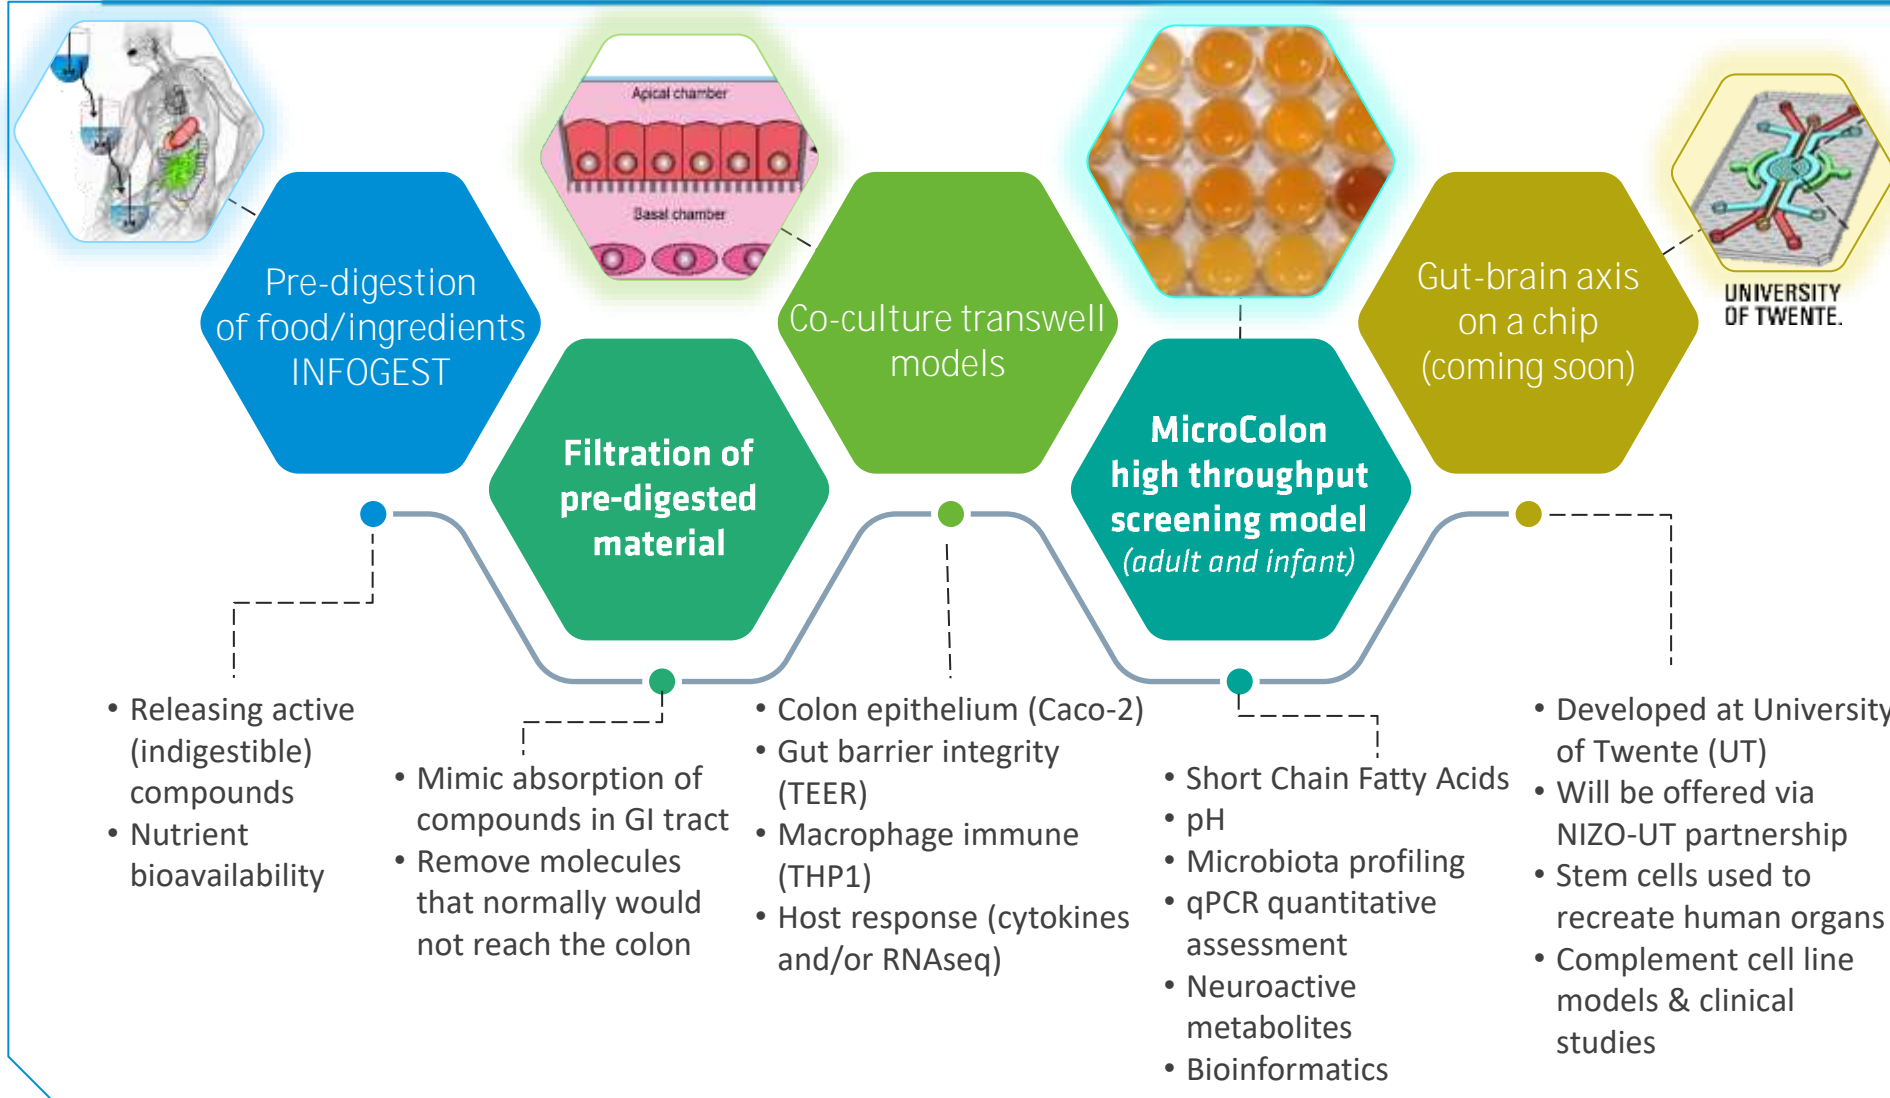 Apical chamber
Basal chamber
Pre-digestion
of food/ingredients
INFOGEST
Filtration of
pre-digested
material
Co-culture transwell
models
MicroColon
high throughput
screening model
(adult and infant)
Gut-brain axis
on a chip
(coming soon)
UNIVERSITY
OF TWENTE.
• Releasing active
(indigestible)
compounds
• Nutrient
bioavailability
• Mimic absorption of
compounds in GI tract
• Remove molecules
that normally would
not reach the colon
• Colon epithelium (Caco-2)
• Gut barrier integrity
(TEER)
• Macrophage immune
(THP1)
• Host response (cytokines
and/or RNAseq)
• Short Chain Fatty Acids
• pH
• Microbiota profiling
• qPCR quantitative
assessment
• Neuroactive
metabolites
• Bioinformatics
• Developed at University
of Twente (UT)
• Will be offered via
NIZO-UT partnership
• Stem cells used to
recreate human organs
• Complement cell line
models & clinical
studies